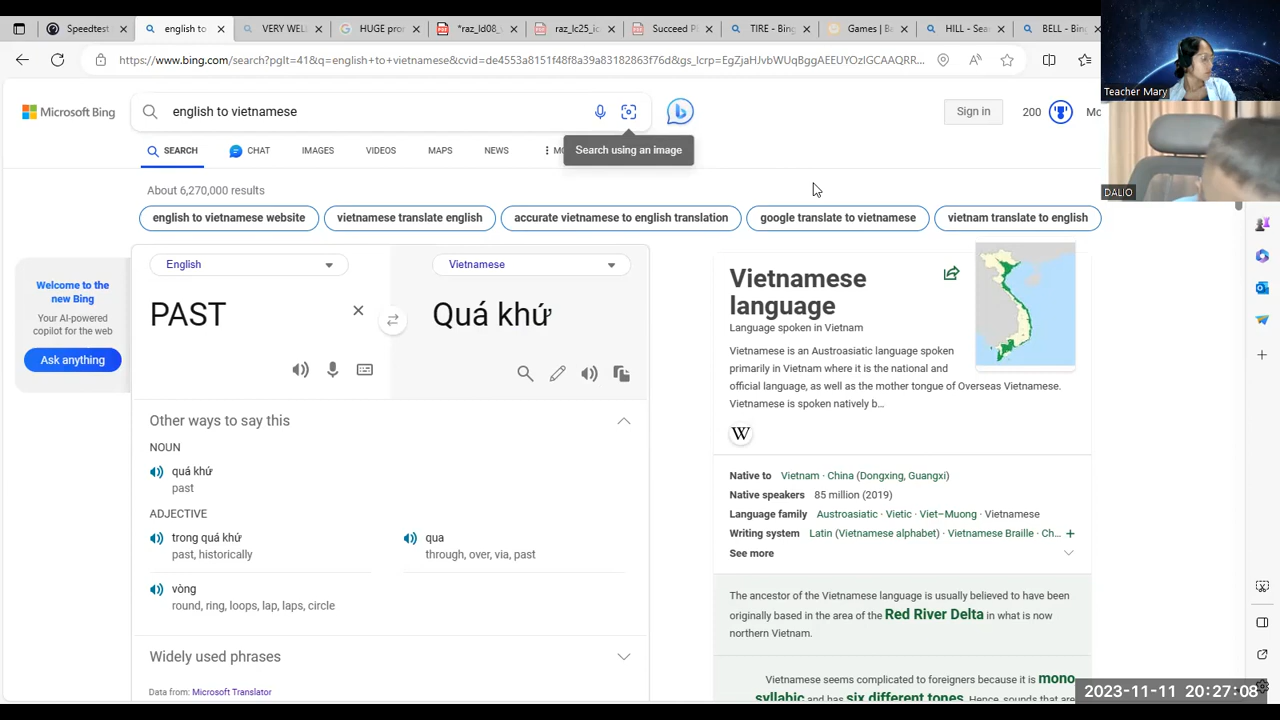 Speedtest
english to
VERY WEL
HUGE pron
*raz_ld08_
raz_lc25_ic
Succeed Pl
TIRE - Bing
Games | Ba
HILL - Sea
BELL - Bing
https://www.bing.com/search?pglt=41&q=english+to+vietnamese&cvid=de4553a8151f48f8a39a83182863f76d&gs_lcrp=EgZjaHJvbWUqBggAEEUYOzIGCAAQRR...
Microsoft Bing
english to vietnamese
Sign in
200
Mo
SEARCH
CHAT
IMAGES
VIDEOS
MAPS
NEWS
MO
Search using an image
Teacher Mary
DALIO
About 6,270,000 results
english to vietnamese website
vietnamese translate english
accurate vietnamese to english translation
google translate to vietnamese
vietnam translate to english
Welcome to the
new Bing
Your AI-powered
copilot for the web
Ask anything
English
Vietnamese
PAST
Quá khứ
Other ways to say this
NOUN
quá khứ
past
ADJECTIVE
trong quá khứ
past, historically
qua
through, over, via, past
vòng
round, ring, loops, lap, laps, circle
Widely used phrases
Data from: Microsoft Translator
Vietnamese
language
Language spoken in Vietnam
Vietnamese is an Austroasiatic language spoken
primarily in Vietnam where it is the national and
official language, as well as the mother tongue of Overseas Vietnamese.
Vietnamese is spoken natively b...
W
Native to Vietnam · China (Dongxing, Guangxi)
Native speakers 85 million (2019)
Language family Austroasiatic · Vietic · Viet–Muong · Vietnamese
Writing system Latin (Vietnamese alphabet) · Vietnamese Braille · Ch...
See more
The ancestor of the Vietnamese language is usually believed to have been
originally based in the area of the Red River Delta in what is now
northern Vietnam.
Vietnamese seems complicated to foreigners because it is mono
syllabic and has six different tones. Hence, sounds that are
2023-11-11 20:27:08